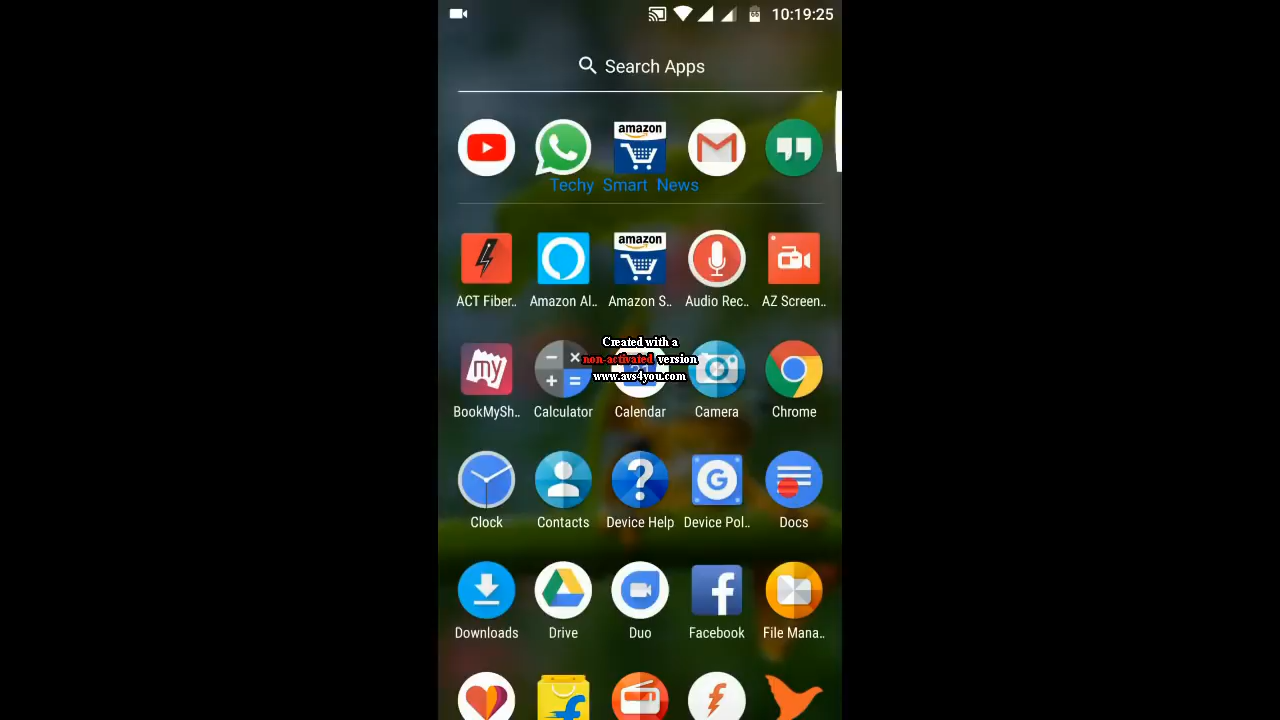 10:19:25
Search Apps
amazon
Techy Smart News
amazon
ACT Fiber..
Amazon Al..
Amazon S..
Audio Rec..
AZ Screen..
Created with a
non-activated version
www.avs4you.com
my
BookMySh..
Calculator
Calendar
Camera
Chrome
Clock
Contacts
Device Help
Device Pol..
Docs
Downloads
Drive
Duo
Facebook
File Mana..